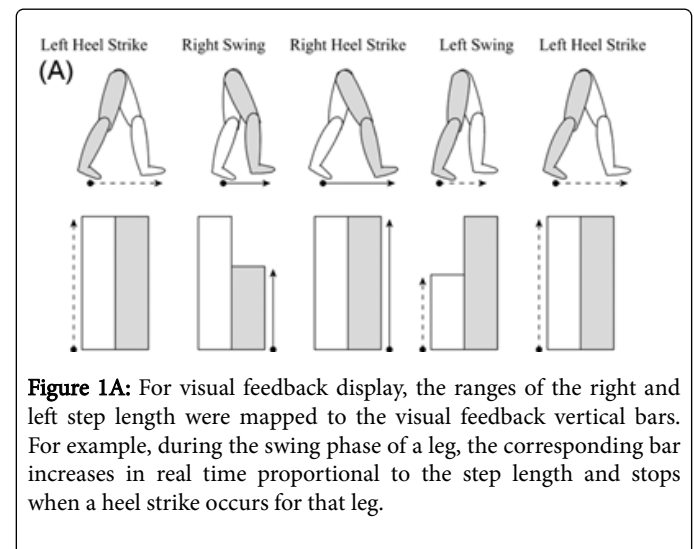 Left Heel Strike Right Swing Right Heel Strike Left Swing Left Heel Strike
(A)
Figure 1A: For visual feedback display, the ranges of the right and
left step length were mapped to the visual feedback vertical bars.
For example, during the swing phase of a leg, the corresponding bar
increases in real time proportional to the step length and stops
when a heel strike occurs for that leg.